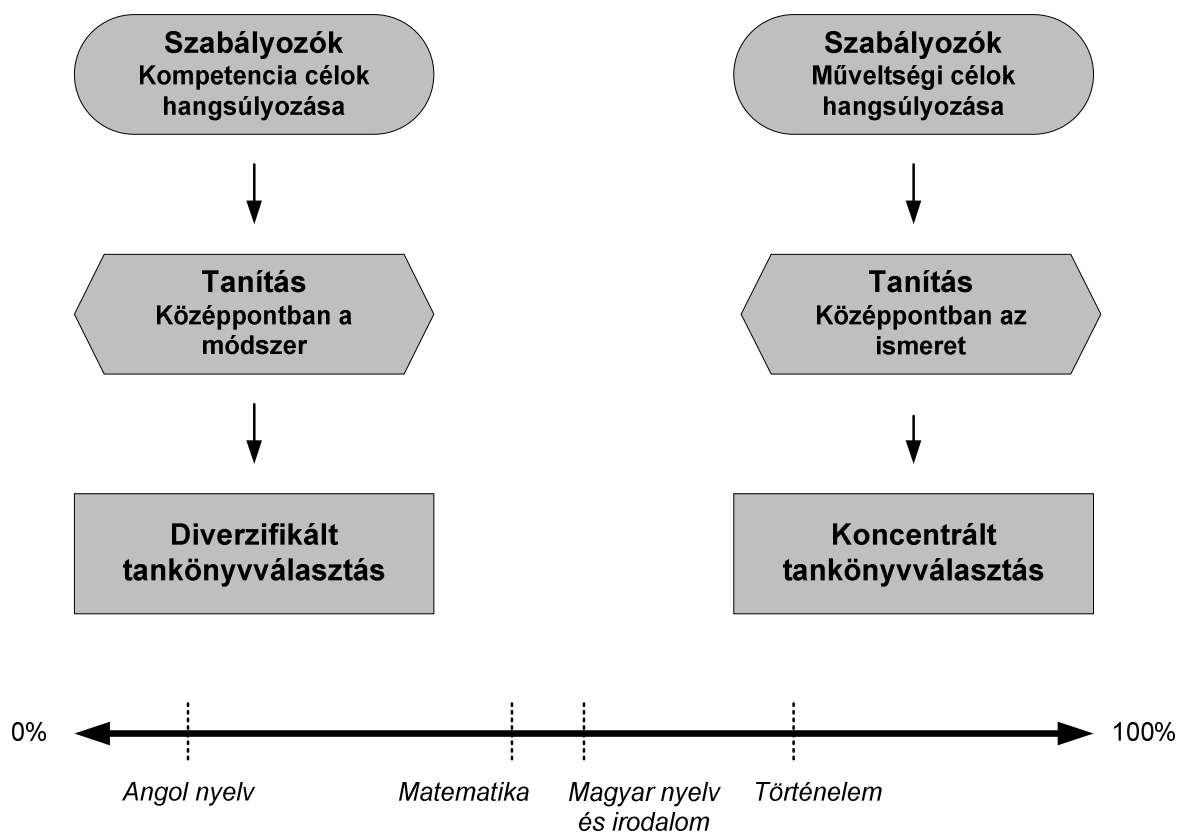 Szabályozók
Kompetencia célok
hangsúlyozása
Szabályozók
Műveltségi célok
hangsúlyozása
Tanítás
Középpontban a
módszer
Tanítás
Középpontban az
ismeret
Diverzifikált
tankönyvválasztás
Koncentrált
tankönyvválasztás
0%
100%
Angol nyelv
Matematika
Magyar nyelv
és irodalom
Történelem